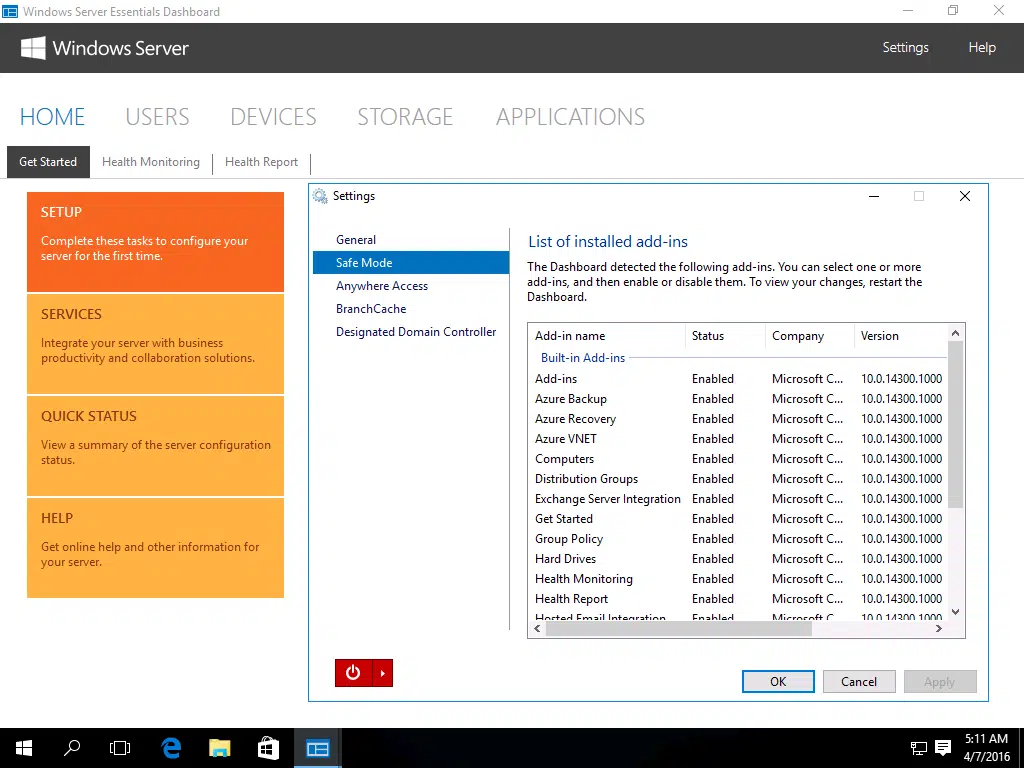 Windows Server Essentials Dashboard
Windows Server
Settings Help
HOME USERS DEVICES STORAGE APPLICATIONS
Get Started Health Monitoring Health Report
SETUP
Complete these tasks to configure your
server for the first time.
SERVICES
Integrate your server with business
productivity and collaboration solutions.
QUICK STATUS
View a summary of the server configuration
status.
HELP
Get online help and other information for
your server.
Settings
General
Safe Mode
Anywhere Access
BranchCache
Designated Domain Controller
List of installed add-ins
The Dashboard detected the following add-ins. You can select one or more
add-ins, and then enable or disable them. To view your changes, restart the
Dashboard.
Add-in name Status Company Version
Built-in Add-ins
Add-ins Enabled Microsoft C... 10.0.14300.1000
Azure Backup Enabled Microsoft C... 10.0.14300.1000
Azure Recovery Enabled Microsoft C... 10.0.14300.1000
Azure VNET Enabled Microsoft C... 10.0.14300.1000
Computers Enabled Microsoft C... 10.0.14300.1000
Distribution Groups Enabled Microsoft C... 10.0.14300.1000
Exchange Server Integration Enabled Microsoft C... 10.0.14300.1000
Get Started Enabled Microsoft C... 10.0.14300.1000
Group Policy Enabled Microsoft C... 10.0.14300.1000
Hard Drives Enabled Microsoft C... 10.0.14300.1000
Health Monitoring Enabled Microsoft C... 10.0.14300.1000
Health Report Enabled Microsoft C... 10.0.14300.1000
Hosted Email Integration Enabled Microsoft C... 10.0.14300.1000
OK Cancel Apply
5:11 AM
4/7/2016